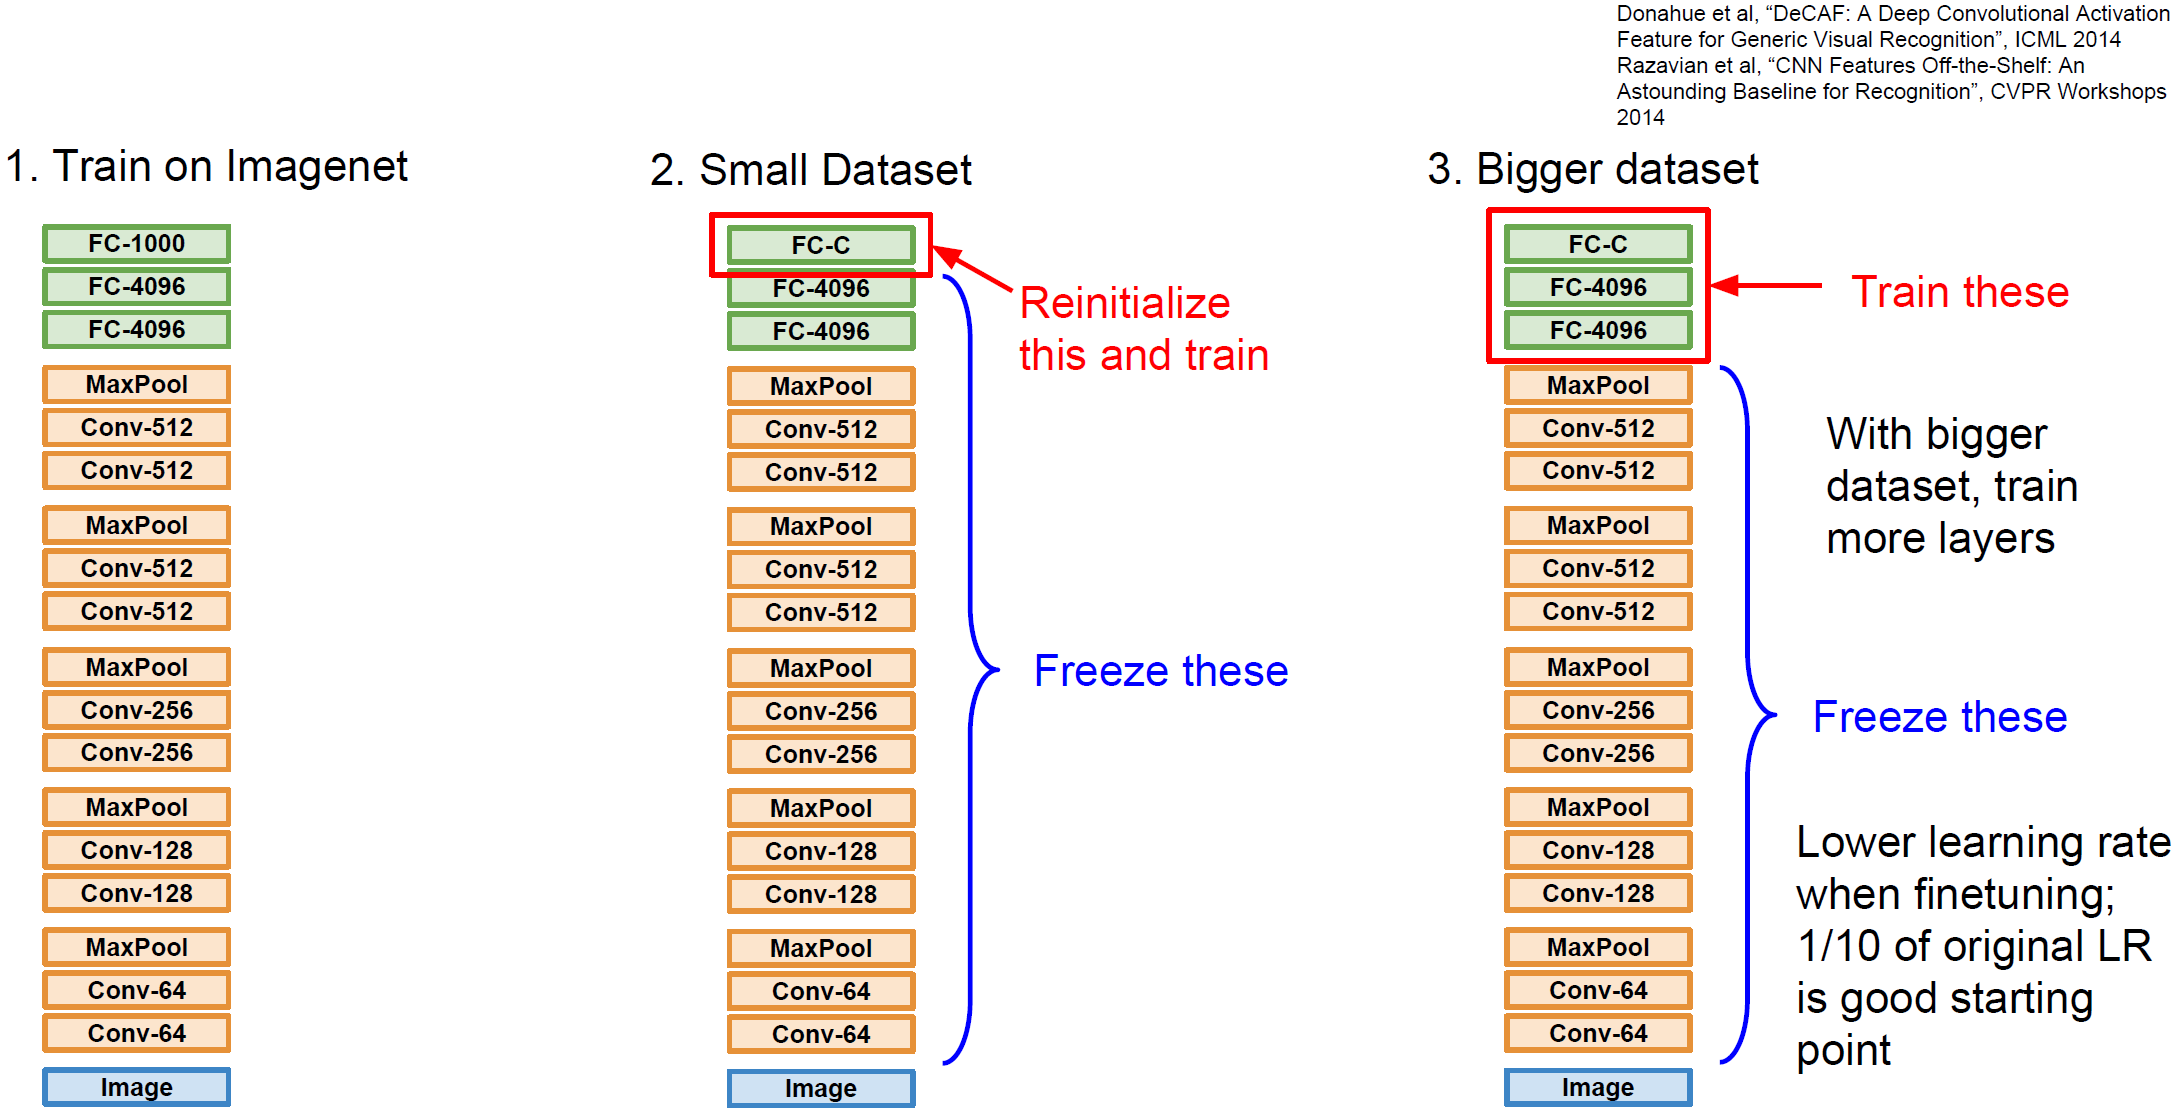 Donahue et al, “DeCAF: A Deep Convolutional Activation
Feature for Generic Visual Recognition”, ICML 2014
Razavian et al, “CNN Features Off-the-Shelf: An
Astounding Baseline for Recognition”, CVPR Workshops
2014
1. Train on Imagenet
FC-1000
FC-4096
FC-4096
MaxPool
Conv-512
Conv-512
MaxPool
Conv-512
Conv-512
MaxPool
Conv-256
Conv-256
MaxPool
Conv-128
Conv-128
MaxPool
Conv-64
Conv-64
Image
2. Small Dataset
FC-C
FC-4096
FC-4096
MaxPool
Conv-512
Conv-512
MaxPool
Conv-512
Conv-512
MaxPool
Conv-256
Conv-256
MaxPool
Conv-128
Conv-128
MaxPool
Conv-64
Conv-64
Image
Reinitialize
this and train
Freeze these
3. Bigger dataset
FC-C
FC-4096
FC-4096
MaxPool
Conv-512
Conv-512
MaxPool
Conv-512
Conv-512
MaxPool
Conv-256
Conv-256
MaxPool
Conv-128
Conv-128
MaxPool
Conv-64
Conv-64
Image
Train these
With bigger
dataset, train
more layers
Freeze these
Lower learning rate
when finetuning;
1/10 of original LR
is good starting
point